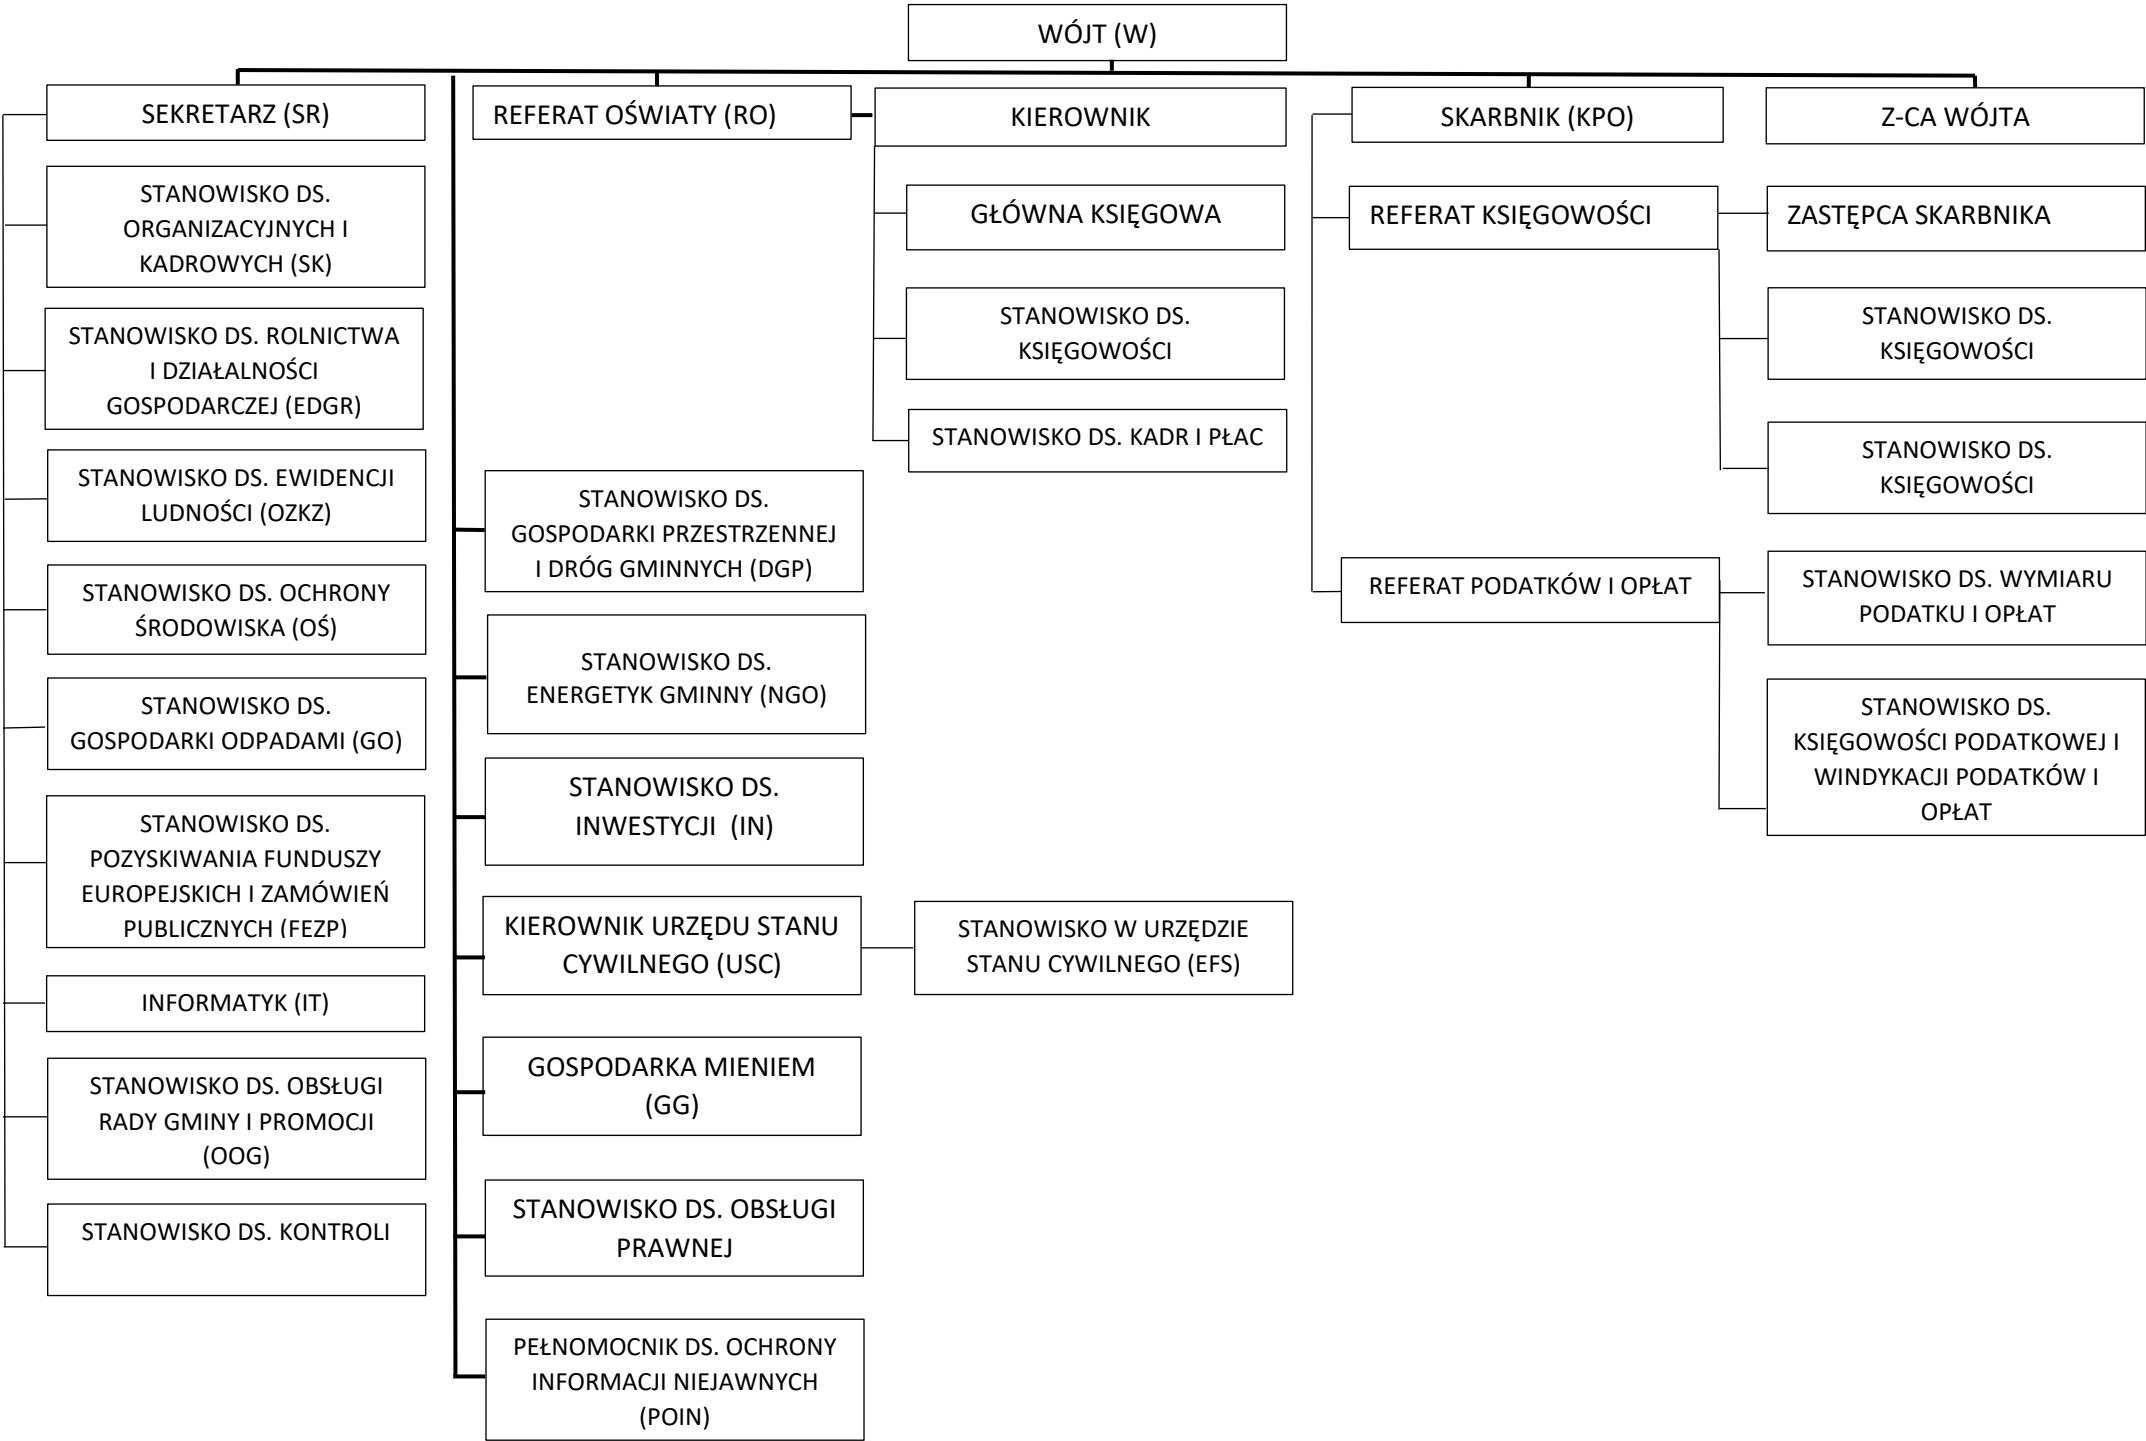 WÓJT (W)
SEKRETARZ (SR)
STANOWISKO DS.
ORGANIZACYJNYCH I
KADROWYCH (SK)
STANOWISKO DS. ROLNICTWA
I DZIAŁALNOŚCI
GOSPODARCZEJ (EDGR)
STANOWISKO DS. EWIDENCJI
LUDNOŚCI (OZKZ)
STANOWISKO DS. OCHRONY
ŚRODOWISKA (OŚ)
STANOWISKO DS.
GOSPODARKI ODPADAMI (GO)
STANOWISKO DS.
POZYSKIWANIA FUNDUSZY
EUROPEJSKICH I ZAMÓWIEŃ
PUBLICZNYCH (FEZP)
INFORMATYK (IT)
STANOWISKO DS. OBSŁUGI
RADY GMINY I PROMOCJI
(OOG)
STANOWISKO DS. KONTROLI
REFERAT OŚWIATY (RO)
KIEROWNIK
GŁÓWNA KSIĘGOWA
STANOWISKO DS.
KSIĘGOWOŚCI
STANOWISKO DS. KADR I PŁAC
STANOWISKO DS.
GOSPODARKI PRZESTRZENNEJ
I DRÓG GMINNYCH (DGP)
STANOWISKO DS.
ENERGETYK GMINNY (NGO)
STANOWISKO DS.
INWESTYCJI  (IN)
KIEROWNIK URZĘDU STANU
CYWILNEGO (USC)
STANOWISKO W URZĘDZIE
STANU CYWILNEGO (EFS)
GOSPODARKA MIENIEM
(GG)
STANOWISKO DS. OBSŁUGI
PRAWNEJ
PEŁNOMOCNIK DS. OCHRONY
INFORMACJI NIEJAWNYCH
(POIN)
SKARBNIK (KPO)
REFERAT KSIĘGOWOŚCI
ZASTĘPCA SKARBNIKA
STANOWISKO DS.
KSIĘGOWOŚCI
STANOWISKO DS.
KSIĘGOWOŚCI
REFERAT PODATKÓW I OPŁAT
STANOWISKO DS. WYMIARU
PODATKU I OPŁAT
STANOWISKO DS.
KSIĘGOWOŚCI PODATKOWEJ I
WINDYKACJI PODATKÓW I
OPŁAT
Z-CA WÓJTA